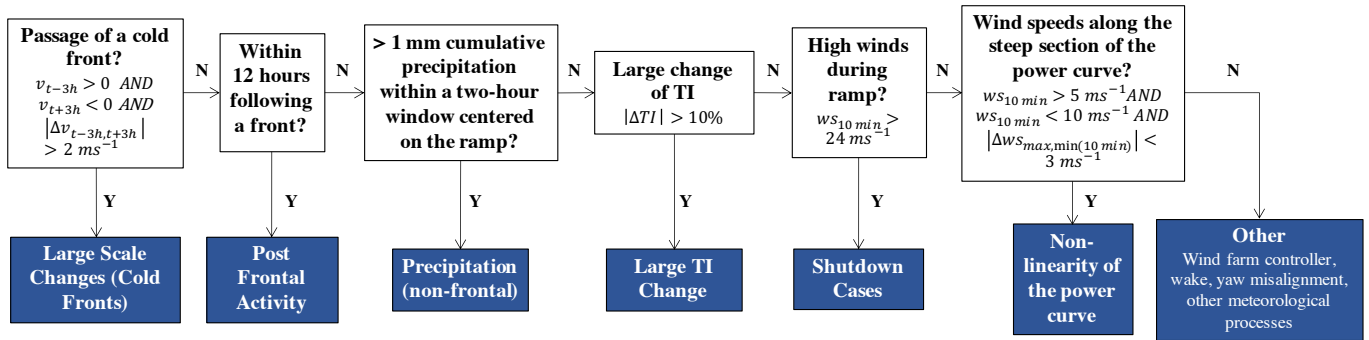 Passage of a cold
front?
v_{t−3h} > 0 AND
v_{t+3h} < 0 AND
|Δv_{t−3h,t+3h}|
> 2 ms⁻¹
N
Y
Large Scale
Changes (Cold
Fronts)
Within
12 hours
following
a front?
N
Y
Post
Frontal
Activity
> 1 mm cumulative
precipitation
within a two-hour
window centered
on the ramp?
N
Y
Precipitation
(non-frontal)
Large change
of TI
|ΔTI| > 10%
N
Y
Large TI
Change
High winds
during
ramp?
ws_{10 min} >
24 ms⁻¹
N
Y
Shutdown
Cases
Wind speeds along the
steep section of the
power curve?
ws_{10 min} > 5 ms⁻¹AND
ws_{10 min} < 10 ms⁻¹ AND
|Δws_{max,min(10 min)}| <
3 ms⁻¹
N
Y
Non-
linearity of
the power
curve
Other
Wind farm controller,
wake, yaw misalignment,
other meteorological
processes